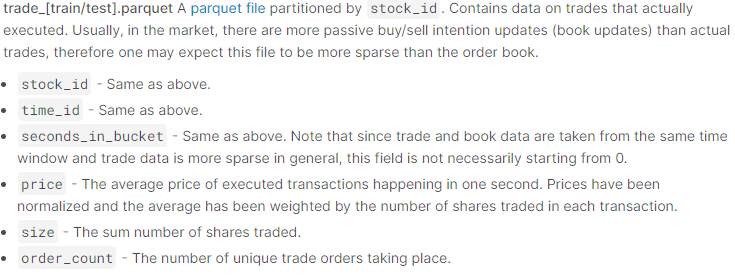 trade_[train/test].parquet A parquet file partitioned by stock_id. Contains data on trades that actually
executed. Usually, in the market, there are more passive buy/sell intention updates (book updates) than actual
trades, therefore one may expect this file to be more sparse than the order book.
• stock_id - Same as above.
• time_id - Same as above.
• seconds_in_bucket - Same as above. Note that since trade and book data are taken from the same time
window and trade data is more sparse in general, this field is not necessarily starting from 0.
• price - The average price of executed transactions happening in one second. Prices have been
normalized and the average has been weighted by the number of shares traded in each transaction.
• size - The sum number of shares traded.
• order_count - The number of unique trade orders taking place.